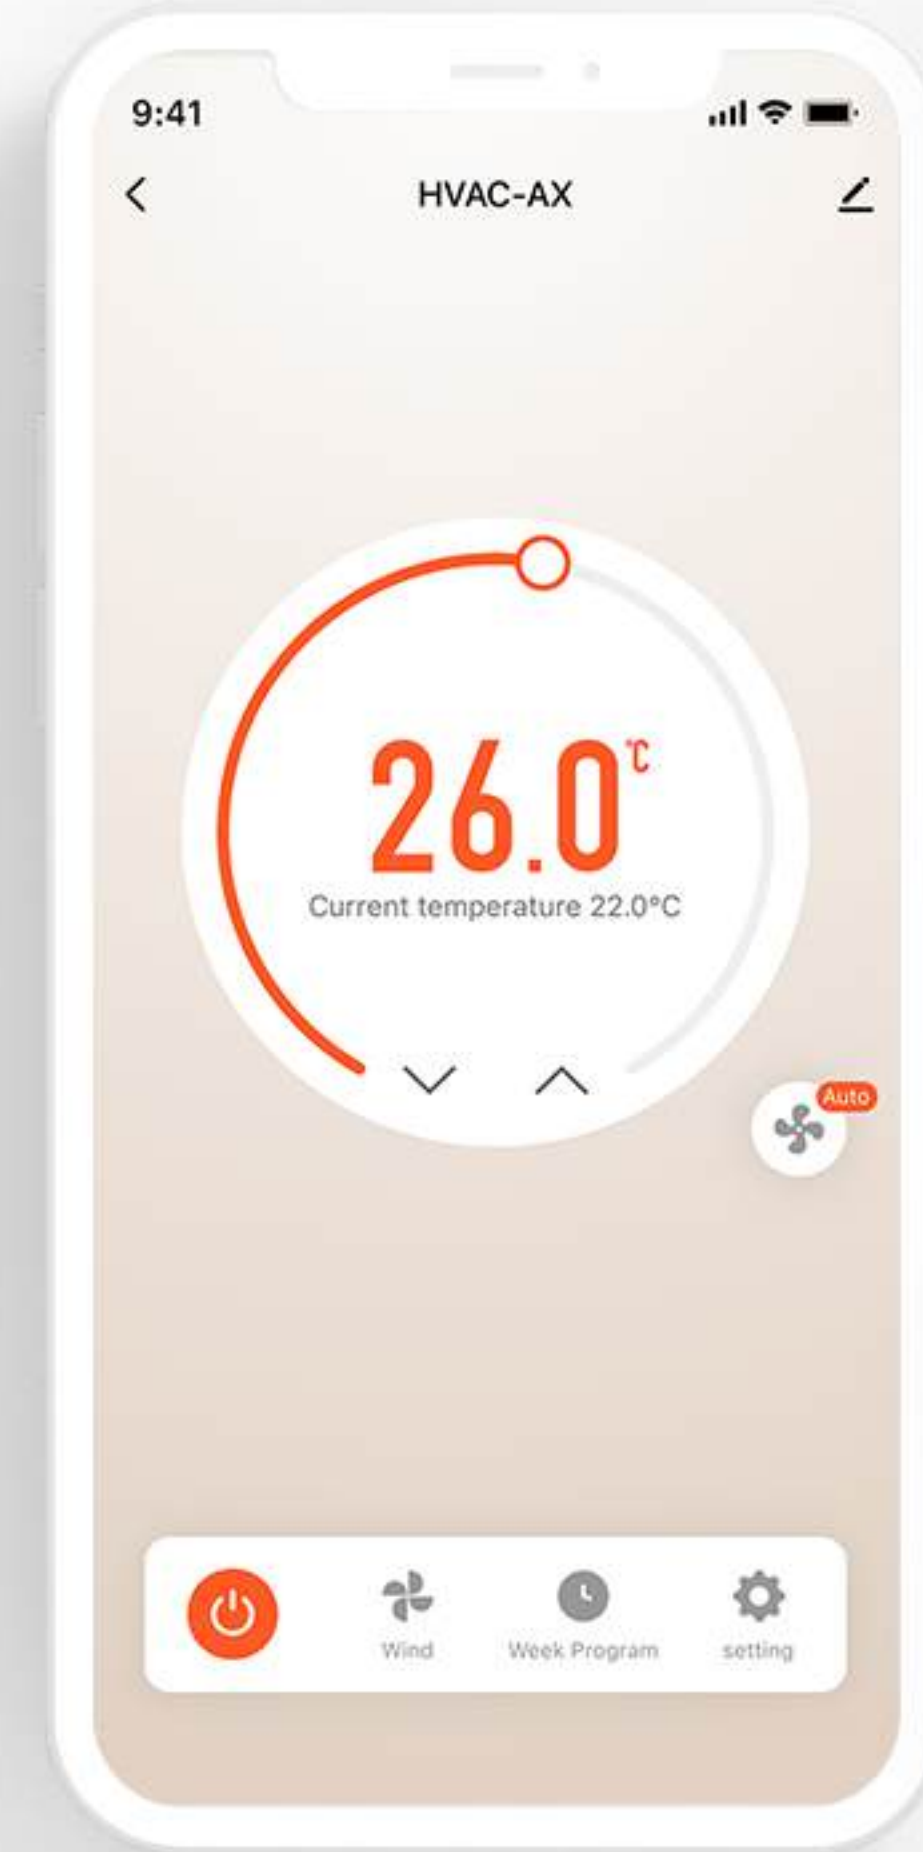 9:41
HVAC-AX
26.0℃
Current temperature 22.0°C
Auto
Wind
Week Program
setting